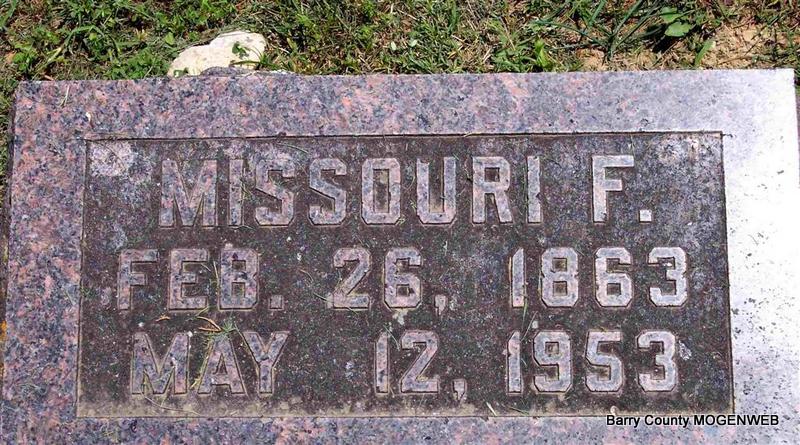 MISSOURI F.
FEB. 26, 1863
MAY 12, 1953
Barry County MOGENWEB